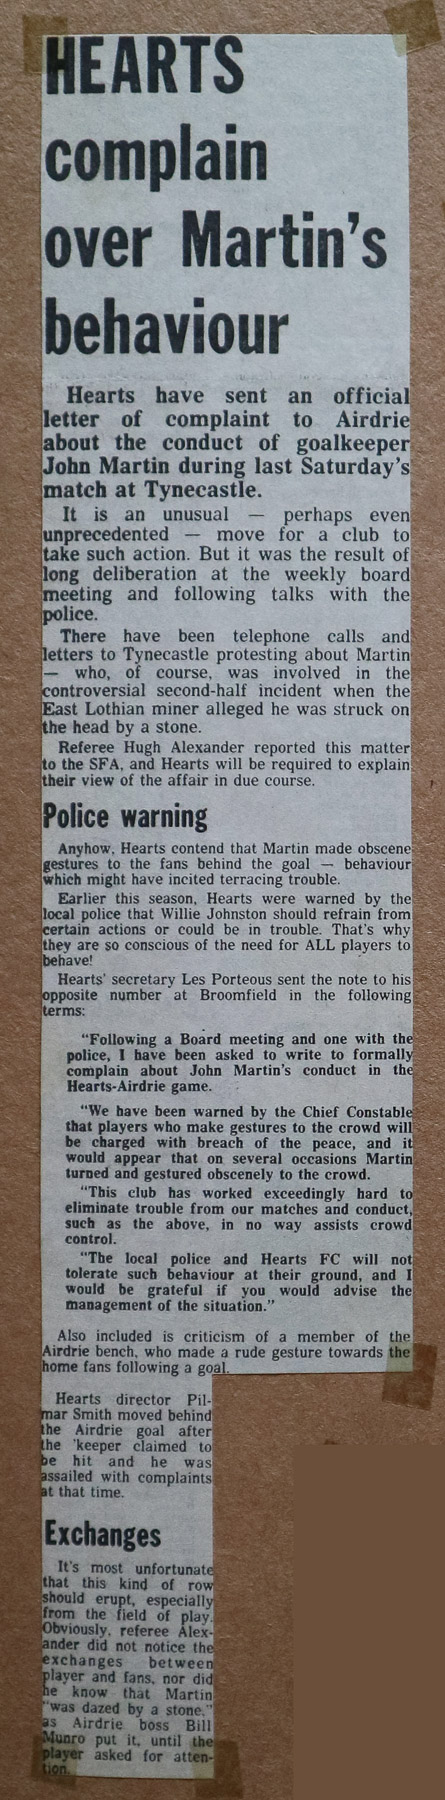 HEARTS
complain
over Martin's
behaviour
Hearts have sent an official
letter of complaint to Airdrie
about the conduct of goalkeeper
John Martin during last Saturday's
match at Tynecastle.
It is an unusual — perhaps even
unprecedented — move for a club to
take such action. But it was the result of
long deliberation at the weekly board
meeting and following talks with the
police.
There have been telephone calls and
letters to Tynecastle protesting about Martin
— who, of course, was involved in the
controversial second-half incident when the
East Lothian miner alleged he was struck on
the head by a stone.
Referee Hugh Alexander reported this matter
to the SFA, and Hearts will be required to explain
their view of the affair in due course.
Police warning
Anyhow, Hearts contend that Martin made obscene
gestures to the fans behind the goal — behaviour
which might have incited terracing trouble.
Earlier this season, Hearts were warned by the
local police that Willie Johnston should refrain from
certain actions or could be in trouble. That's why
they are so conscious of the need for ALL players to
behave!
Hearts' secretary Les Porteous sent the note to his
opposite number at Broomfield in the following
terms:
"Following a Board meeting and one with the
police, I have been asked to write to formally
complain about John Martin's conduct in the
Hearts-Airdrie game.
"We have been warned by the Chief Constable
that players who make gestures to the crowd will
be charged with breach of the peace, and it
would appear that on several occasions Martin
turned and gestured obscenely to the crowd.
"This club has worked exceedingly hard to
eliminate trouble from our matches and conduct,
such as the above, in no way assists crowd
control.
"The local police and Hearts FC will not
tolerate such behaviour at their ground, and I
would be grateful if you would advise the
management of the situation."
Also included is criticism of a member of the
Airdrie bench, who made a rude gesture towards the
home fans following a goal.
Hearts director Pil-
mar Smith moved behind
the Airdrie goal after
the 'keeper claimed to
be hit and he was
assailed with complaints
at that time.
Exchanges
It's most unfortunate
that this kind of row
should erupt, especially
from the field of play.
Obviously, referee Alex-
ander did not notice the
exchanges between
player and fans, nor did
he know that Martin
"was dazed by a stone,"
as Airdrie boss Bill
Munro put it, until the
player asked for atten-
tion.